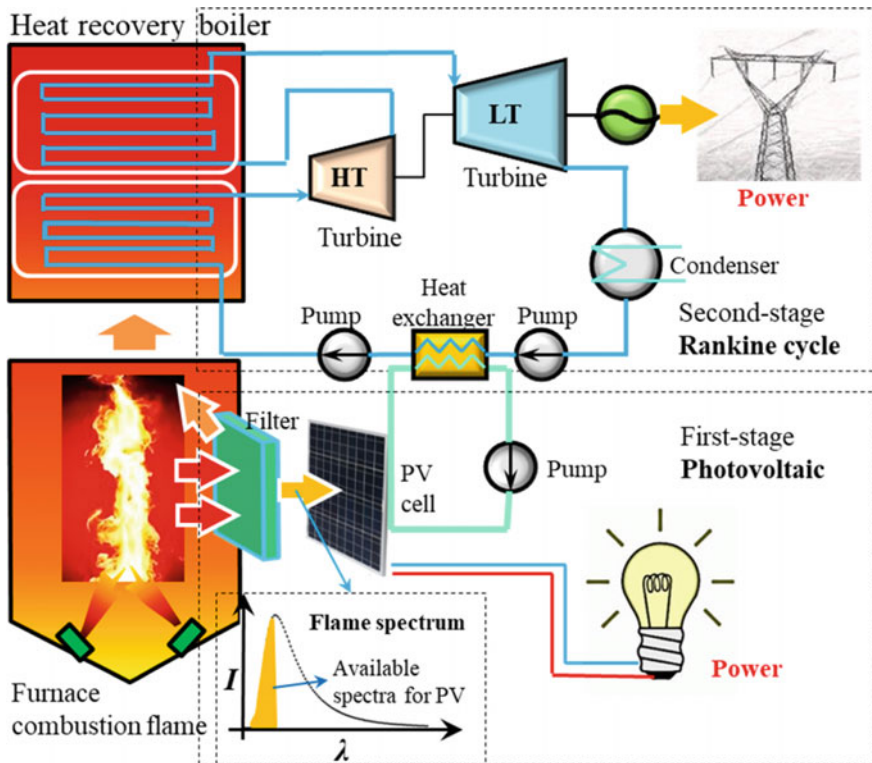 Heat recovery boiler
LT
HT
Turbine
Turbine
Power
Condenser
Heat
exchanger
Pump
Pump
Second-stage
Rankine cycle
Filter
First-stage
Photovoltaic
PV
cell
Pump
Flame spectrum
Available
spectra for PV
I
λ
Power
Furnace
combustion flame